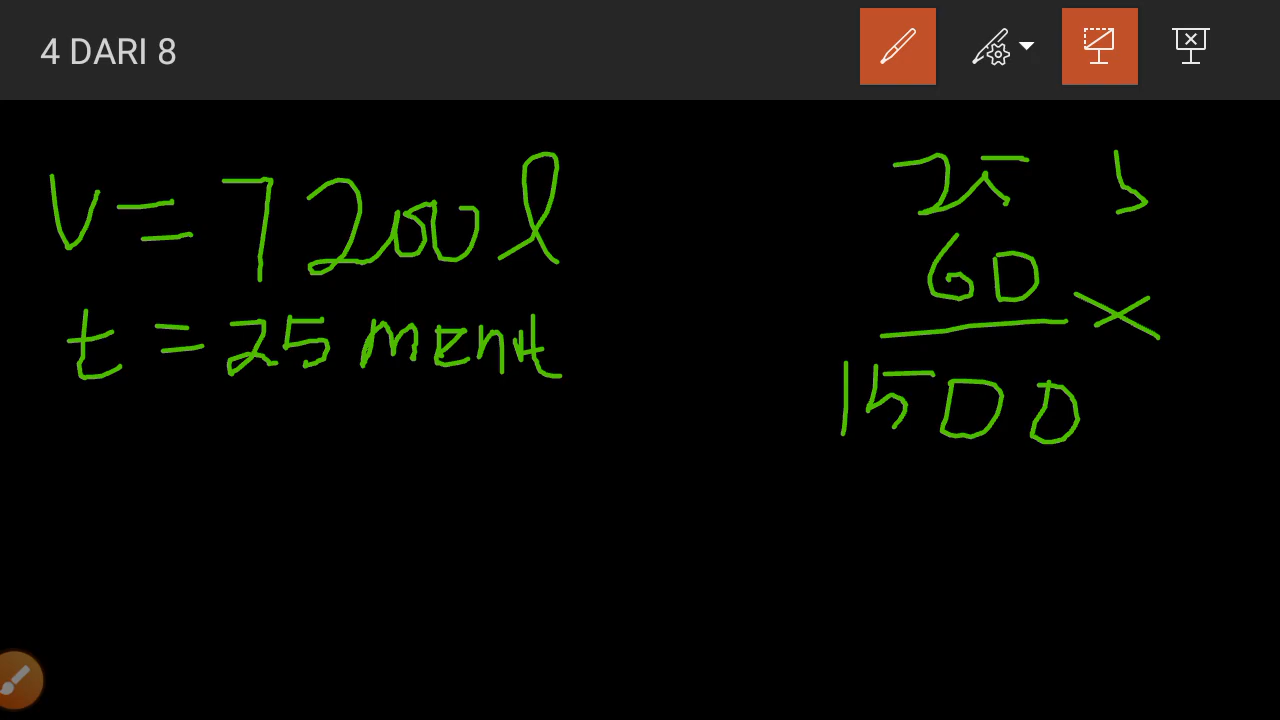 4 DARI 8
V = 7200 l
t = 25 menit
25
60 ×
1500